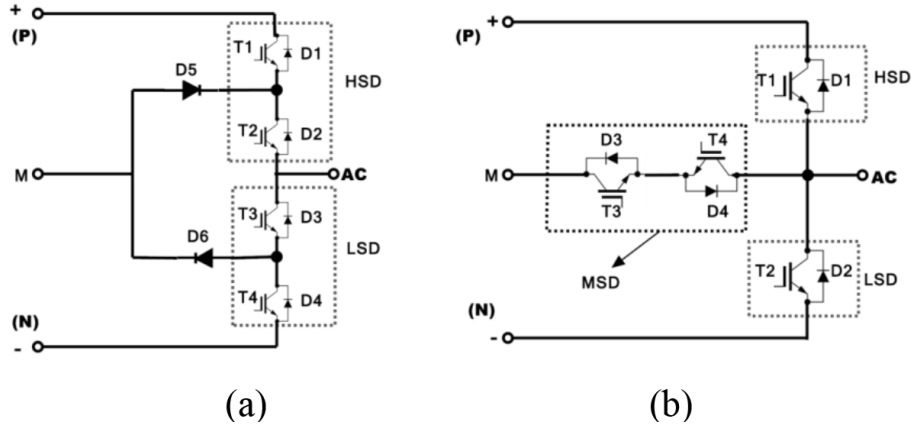 +
(P)
T1
D1
HSD
D5
T2
D2
M
AC
T3
D3
LSD
D6
T4
D4
(N)
-
(a)
+
(P)
T1
D1
HSD
D3
T4
M
AC
T3
D4
MSD
T2
D2
LSD
(N)
-
(b)